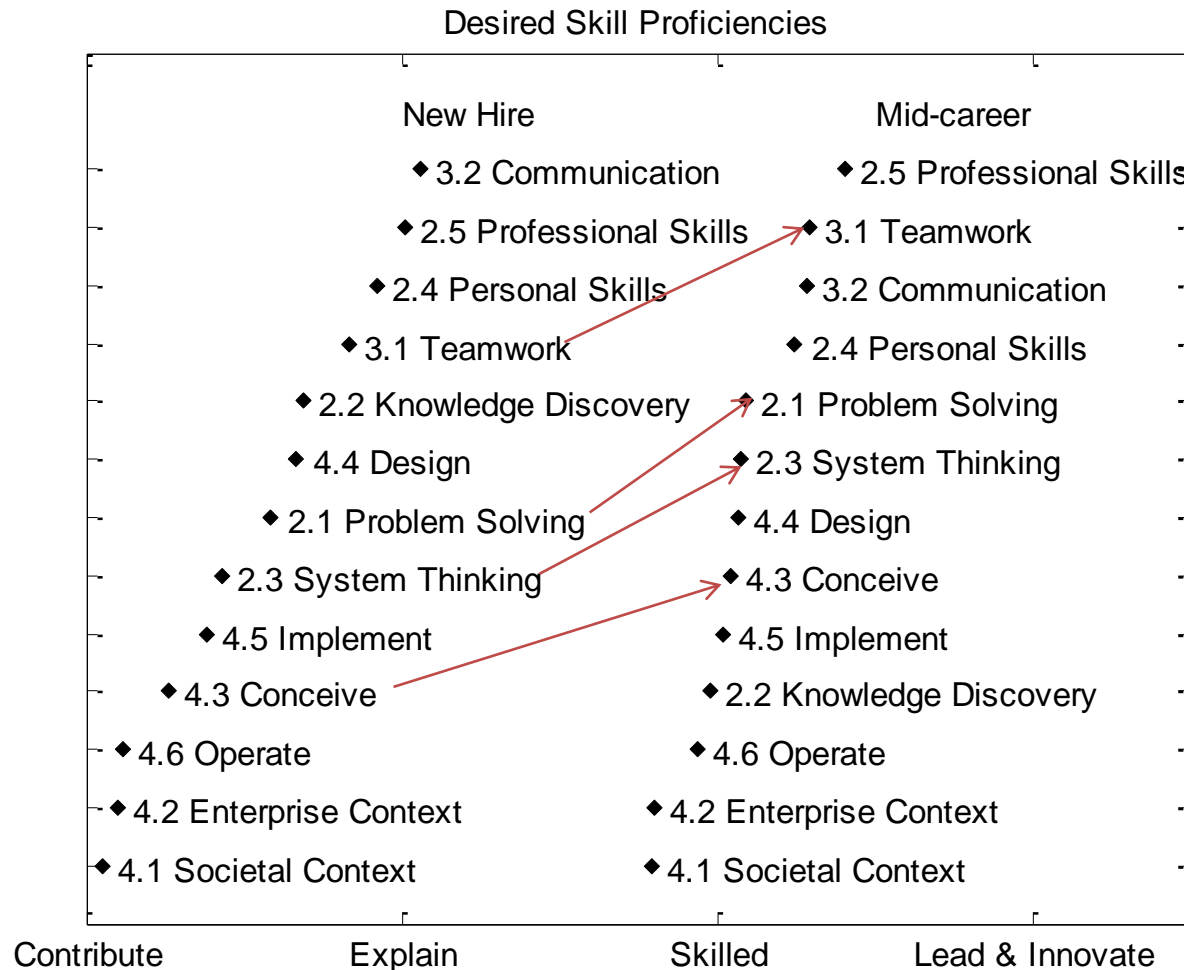 Desired Skill Proficiencies
New Hire
Mid-career
3.2 Communication
2.5 Professional Skills
2.5 Professional Skills
3.1 Teamwork
2.4 Personal Skills
3.2 Communication
3.1 Teamwork
2.4 Personal Skills
2.2 Knowledge Discovery
2.1 Problem Solving
4.4 Design
2.3 System Thinking
2.1 Problem Solving
4.4 Design
2.3 System Thinking
4.3 Conceive
4.5 Implement
4.5 Implement
4.3 Conceive
2.2 Knowledge Discovery
4.6 Operate
4.6 Operate
4.2 Enterprise Context
4.2 Enterprise Context
4.1 Societal Context
4.1 Societal Context
Contribute
Explain
Skilled
Lead & Innovate